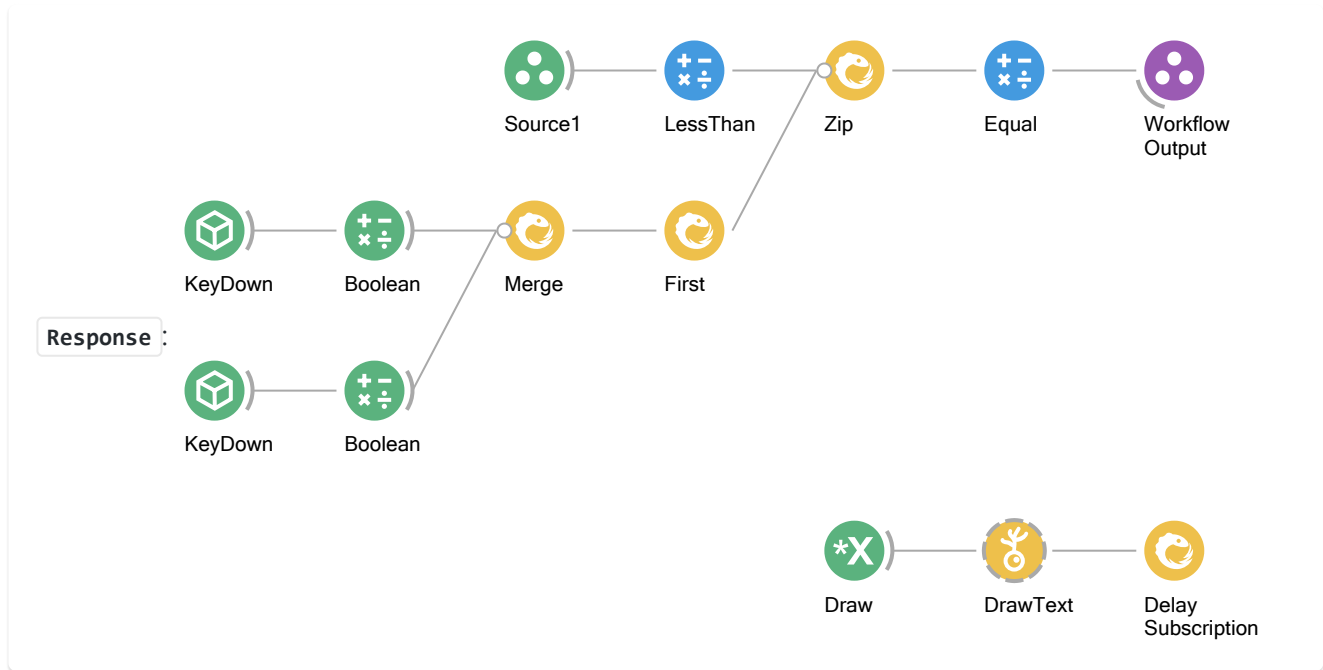 Source1
LessThan
Zip
Equal
Workflow
Output
KeyDown
Boolean
Merge
First
Response:
KeyDown
Boolean
*X
Draw
DrawText
Delay
Subscription